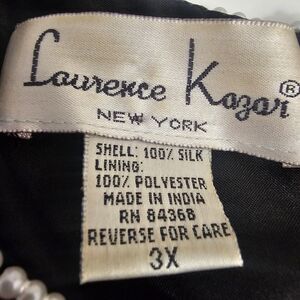 Laurence Kazar®
NEW YORK
SHELL: 100% SILK
LINING:
100% POLYESTER
MADE IN INDIA
RN 84368
REVERSE FOR CARE
3X